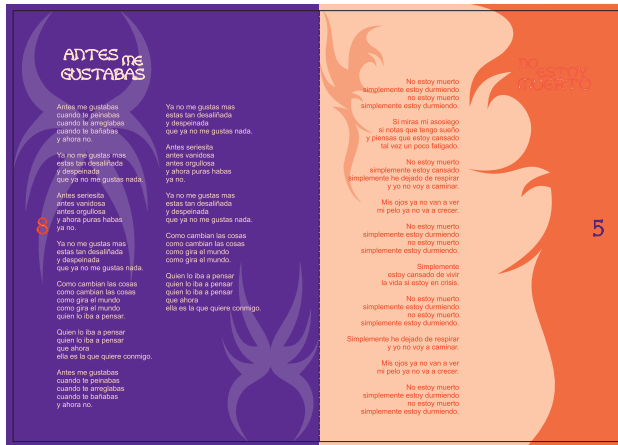 ANTES ME
GUSTABAS
Antes me gustabas
cuando te peinabas
cuando te arreglabas
cuando te bañabas
y ahora no.
Ya no me gustas mas
estas tan desaliñada
y despeinada
que ya no me gustas nada.
Antes seriesita
antes vanidosa
antes orgullosa
y ahora puras habas
ya no.
Ya no me gustas mas
estas tan desaliñada
y despeinada
que ya no me gustas nada.
Como cambian las cosas
como cambian las cosas
como gira el mundo
como gira el mundo
quien lo iba a pensar.
Quien lo iba a pensar
quien lo iba a pensar
que ahora
ella es la que quiere conmigo.
Antes me gustabas
cuando te peinabas
cuando te arreglabas
cuando te bañabas
y ahora no.
Ya no me gustas mas
estas tan desaliñada
y despeinada
que ya no me gustas nada.
Antes seriesita
antes vanidosa
antes orgullosa
y ahora puras habas
ya no.
Ya no me gustas mas
estas tan desaliñada
y despeinada
que ya no me gustas nada.
Como cambian las cosas
como cambian las cosas
como gira el mundo
como gira el mundo.
Quien lo iba a pensar
quien lo iba a pensar
quien lo iba a pensar
que ahora
ella es la que quiere conmigo.
8
NO
ESTOY
MUERTO
No estoy muerto
simplemente estoy durmiendo
no estoy muerto
simplemente estoy durmiendo.
Si miras mi asosiego
si notas que tengo sueño
y piensas que estoy cansado
tal vez un poco fatigado.
No estoy muerto
simplemente estoy cansado
simplemente he dejado de respirar
y yo no voy a caminar.
Mis ojos ya no van a ver
mi pelo ya no va a crecer.
No estoy muerto
simplemente estoy durmiendo
no estoy muerto
simplemente estoy durmiendo.
Simplemente
estoy cansado de vivir
la vida si estoy en crisis.
No estoy muerto
simplemente estoy durmiendo
no estoy muerto
simplemente estoy durmiendo.
Simplemente he dejado de respirar
y yo no voy a caminar.
Mis ojos ya no van a ver
mi pelo ya no va a crecer.
No estoy muerto
simplemente estoy durmiendo
no estoy muerto
simplemente estoy durmiendo.
5